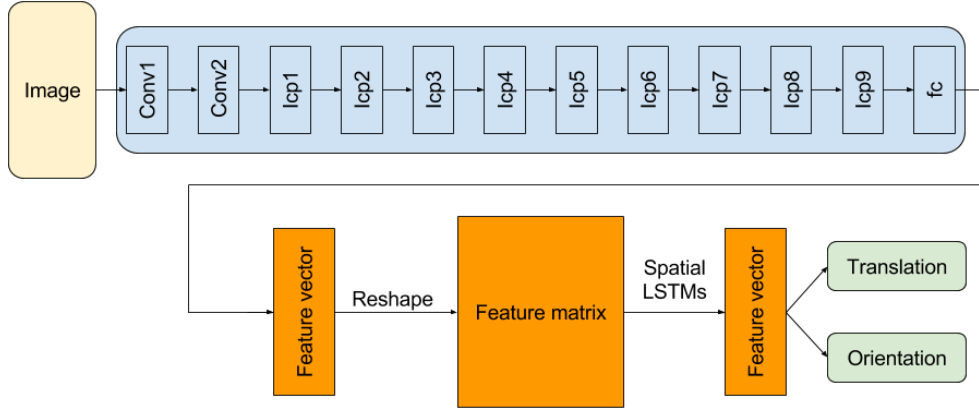 Image
Conv1
Conv2
Icp1
Icp2
Icp3
Icp4
Icp5
Icp6
Icp7
Icp8
Icp9
fc
Feature vector
Reshape
Feature matrix
Spatial
LSTMs
Feature vector
Translation
Orientation